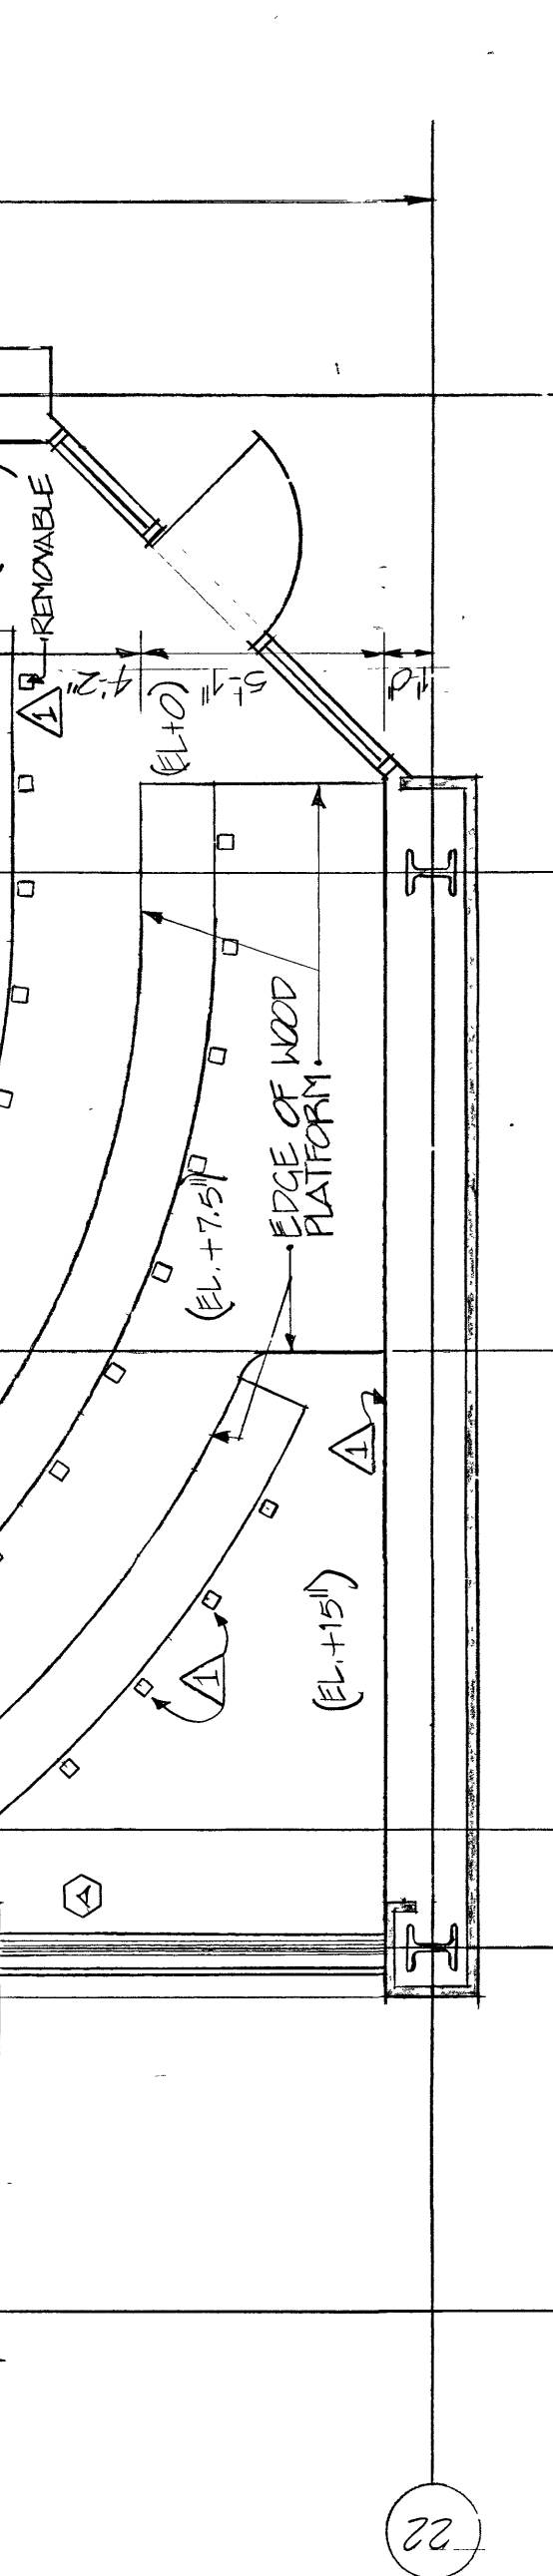 REMOVABLE
1
4'-2"
5'-1"
1'-0"
(EL+0)
EDGE OF WOOD
PLATFORM
(EL.+7.5")
1
(EL.+15")
1
A
22